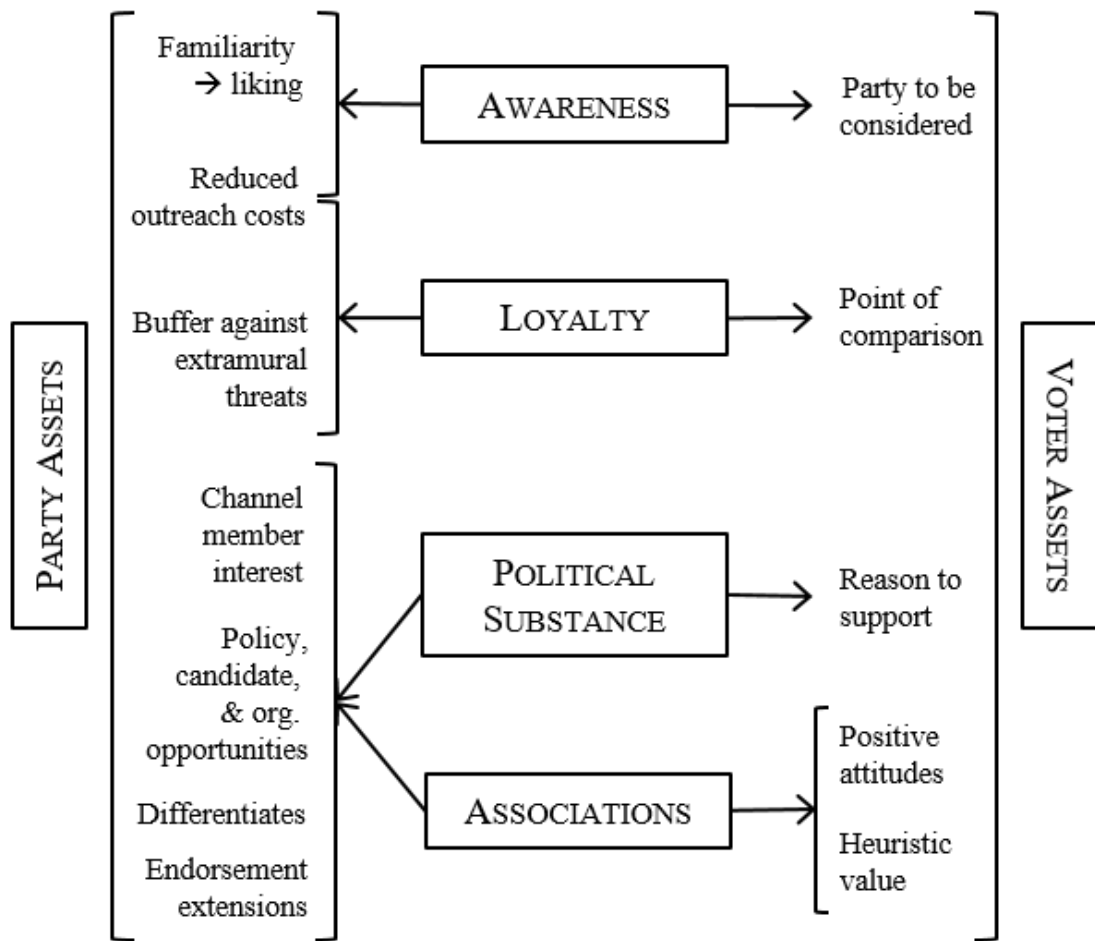 PARTY ASSETS
Familiarity
→ liking
Reduced
outreach costs
Buffer against
extramural
threats
Channel
member
interest
Policy,
candidate,
& org.
opportunities
Differentiates
Endorsement
extensions
AWARENESS
LOYALTY
POLITICAL
SUBSTANCE
ASSOCIATIONS
Party to be
considered
Point of
comparison
Reason to
support
Positive
attitudes
Heuristic
value
VOTER ASSETS